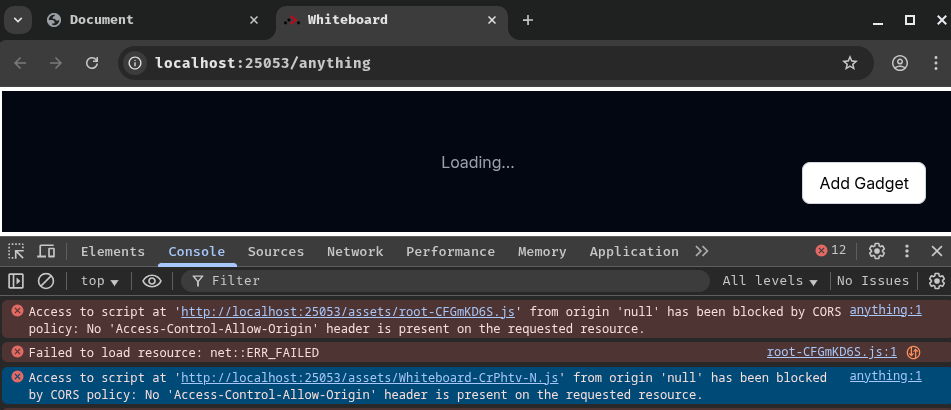 Document
Whiteboard
localhost:25053/anything
Loading...
Add Gadget
Elements Console Sources Network Performance Memory Application
12
top Filter All levels No Issues
Access to script at 'http://localhost:25053/assets/root-CFGmKD6S.js' from origin 'null' has been blocked by CORS anything:1
policy: No 'Access-Control-Allow-Origin' header is present on the requested resource.
Failed to load resource: net::ERR_FAILED root-CFGmKD6S.js:1
Access to script at 'http://localhost:25053/assets/Whiteboard-CrPhtv-N.js' from origin 'null' has been blocked anything:1
by CORS policy: No 'Access-Control-Allow-Origin' header is present on the requested resource.